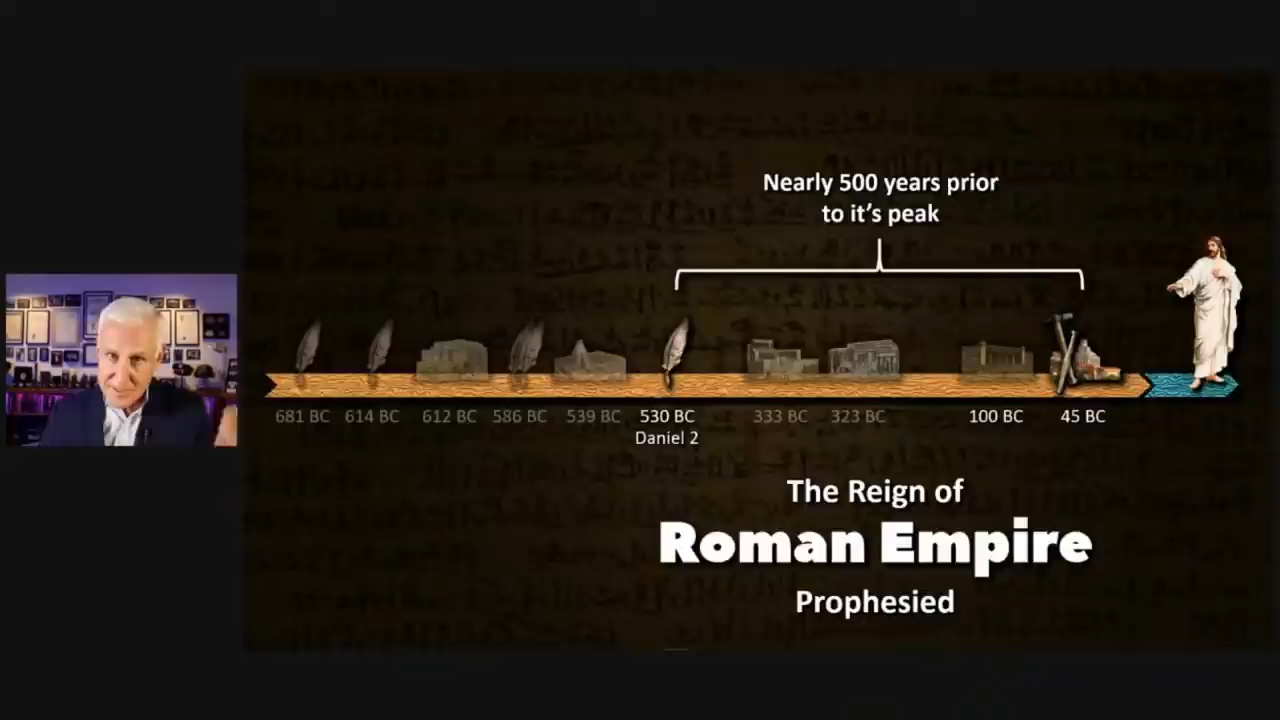 Nearly 500 years prior
to it's peak
681 BC 614 BC 612 BC 586 BC 539 BC 530 BC 333 BC 323 BC 100 BC 45 BC
Daniel 2
The Reign of
Roman Empire
Prophesied